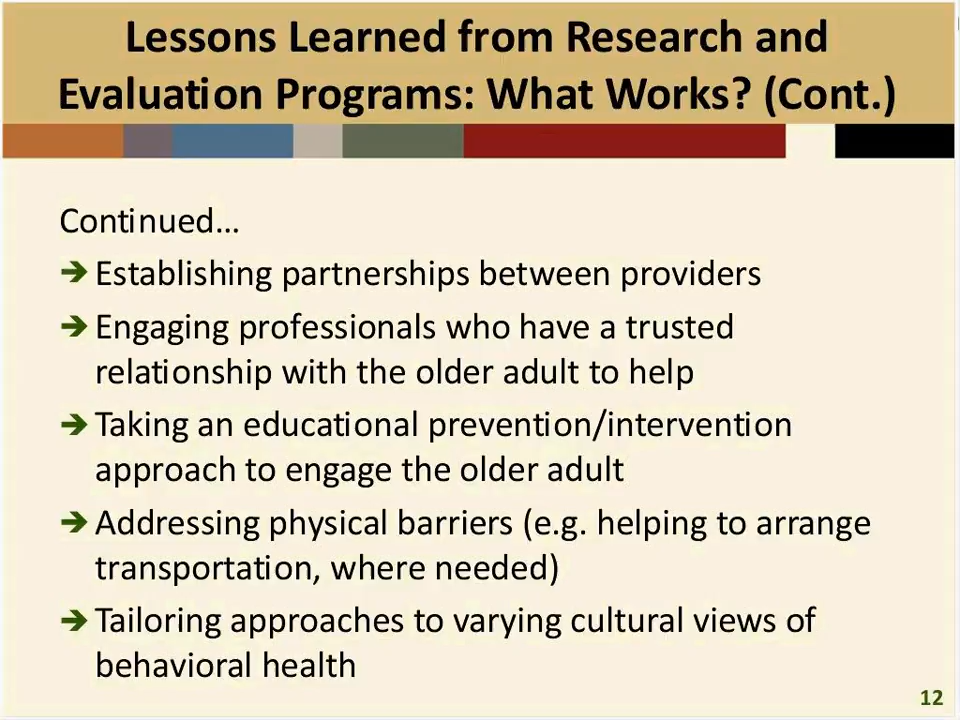 Lessons Learned from Research and
Evaluation Programs: What Works? (Cont.)
Continued…
Establishing partnerships between providers
Engaging professionals who have a trusted
relationship with the older adult to help
Taking an educational prevention/intervention
approach to engage the older adult
Addressing physical barriers (e.g. helping to arrange
transportation, where needed)
Tailoring approaches to varying cultural views of
behavioral health
12